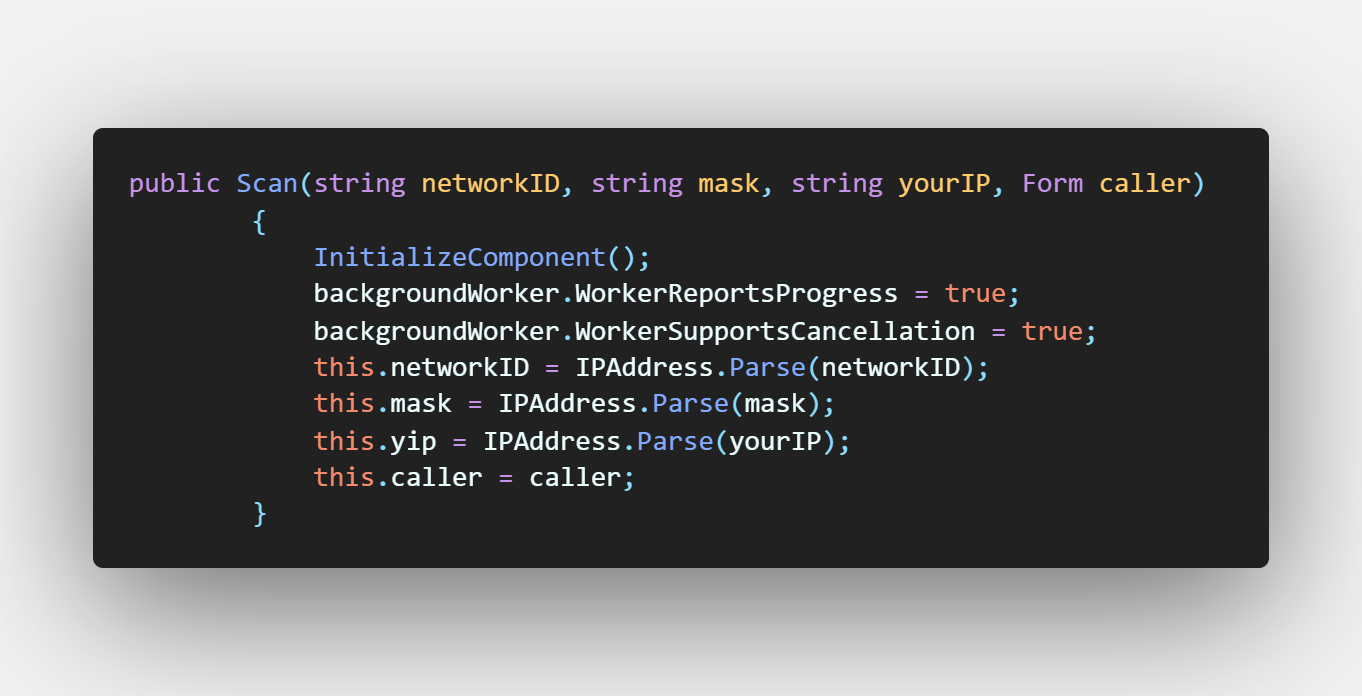 public Scan(string networkID, string mask, string yourIP, Form caller)
        {
            InitializeComponent();
            backgroundWorker.WorkerReportsProgress = true;
            backgroundWorker.WorkerSupportsCancellation = true;
            this.networkID = IPAddress.Parse(networkID);
            this.mask = IPAddress.Parse(mask);
            this.yip = IPAddress.Parse(yourIP);
            this.caller = caller;
        }